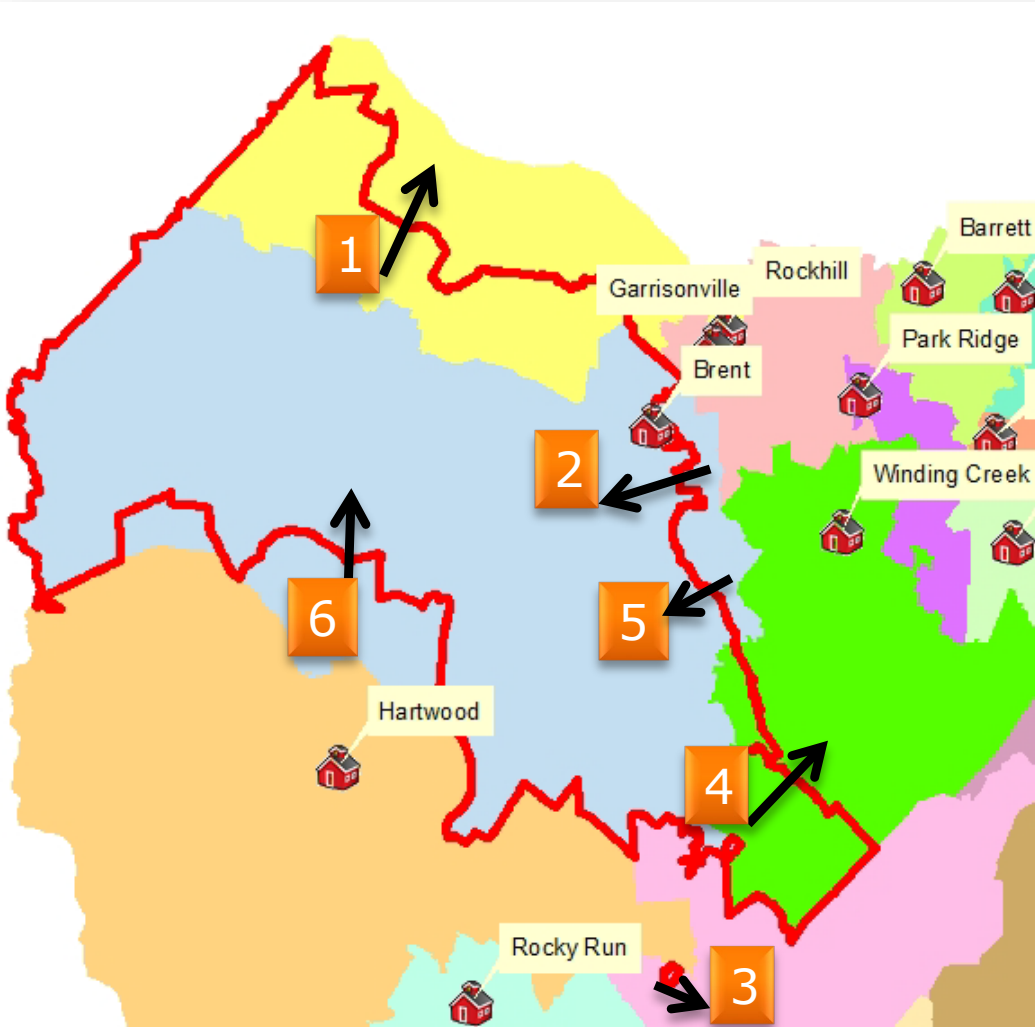 Barrett
Rockhill
Garrisonville
1
Park Ridge
Brent
2
Winding Creek
5
6
Hartwood
4
Rocky Run
3